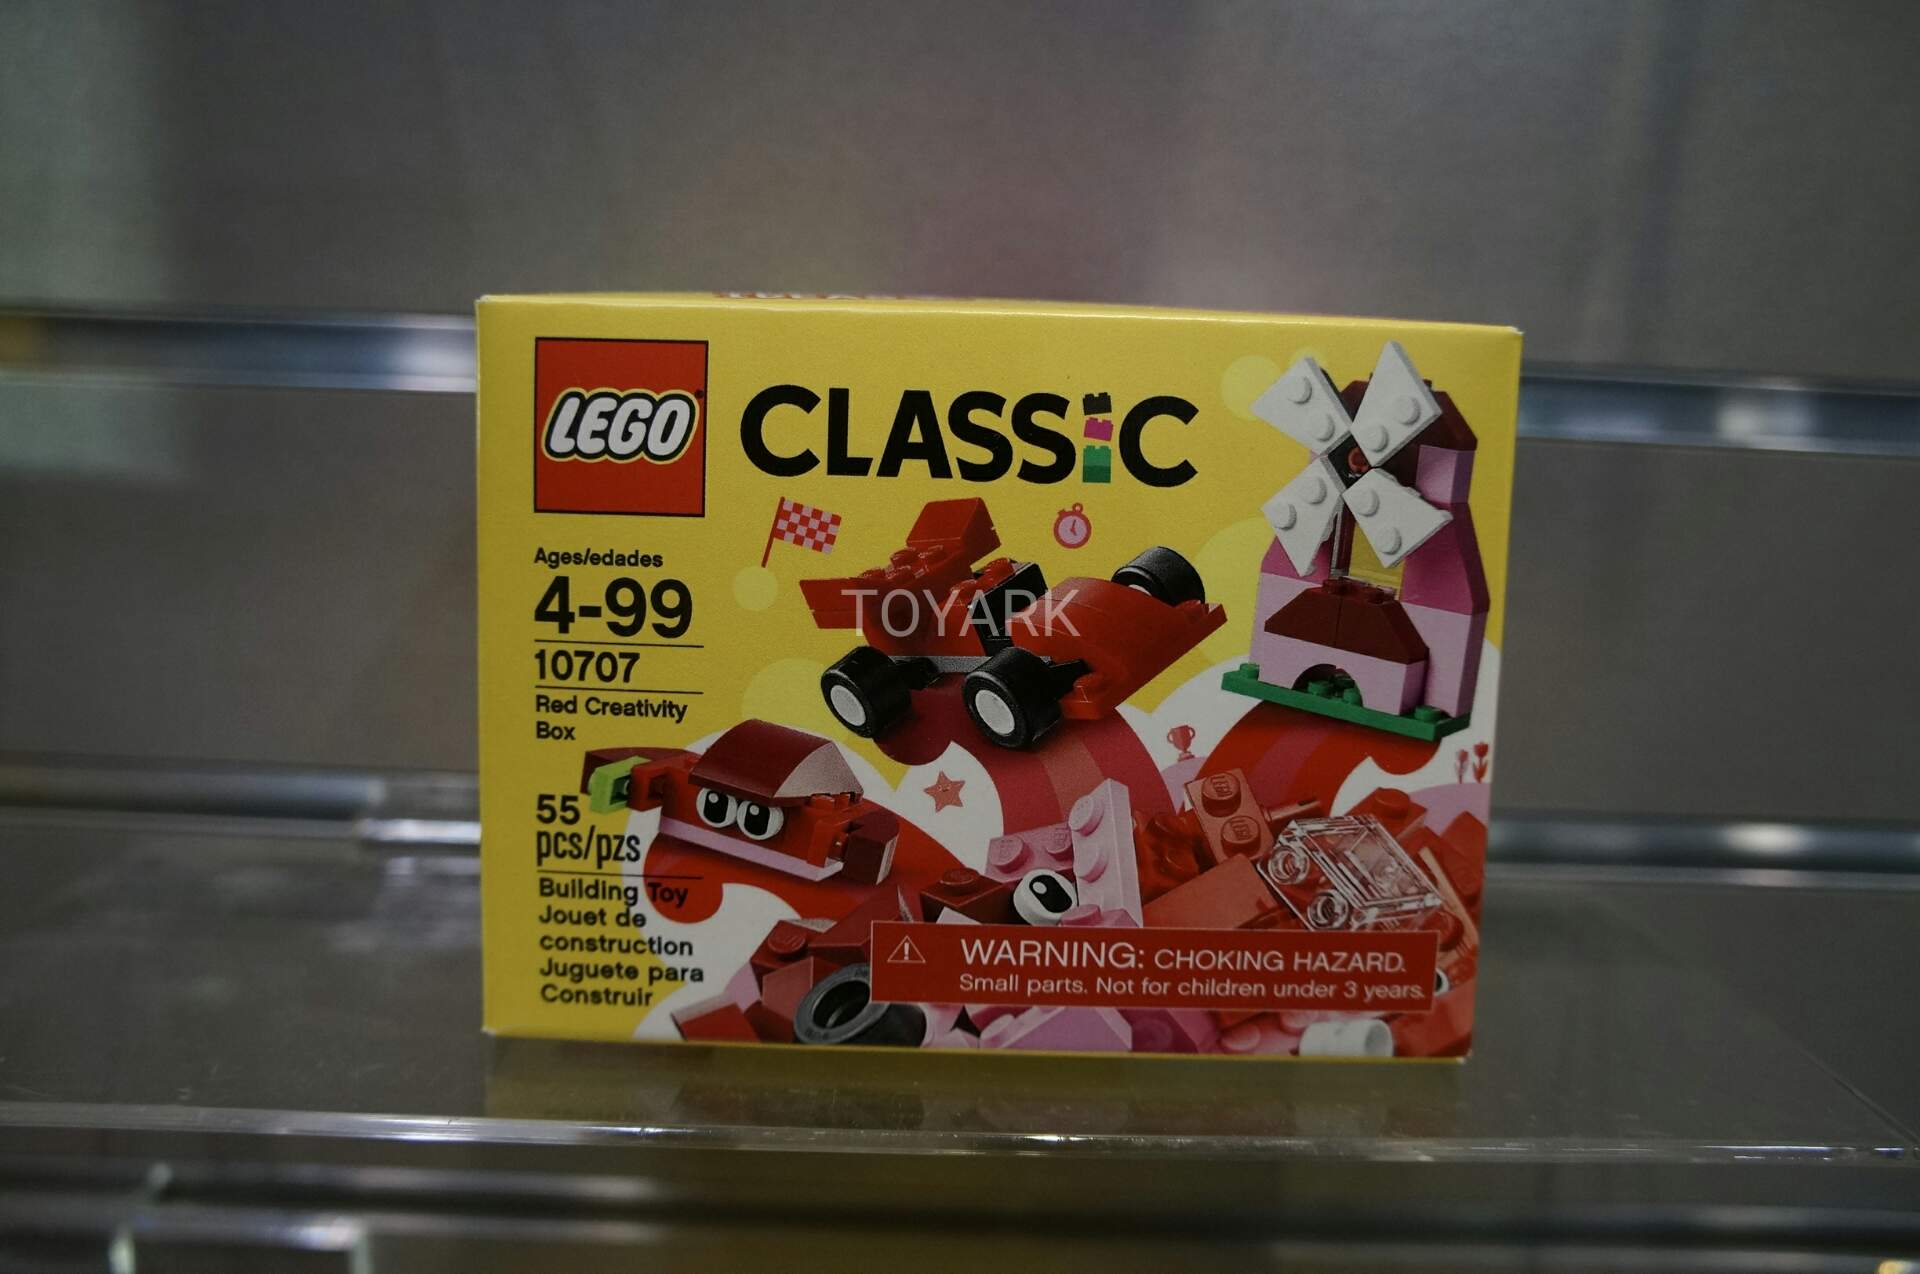 LEGO
CLASSIC
Ages/edades
4-99
10707
Red Creativity
Box
55
pcs/pzs
Building Toy
Jouet de
construction
Juguete para
Construir
TOYARK
WARNING: CHOKING HAZARD.
Small parts. Not for children under 3 years.